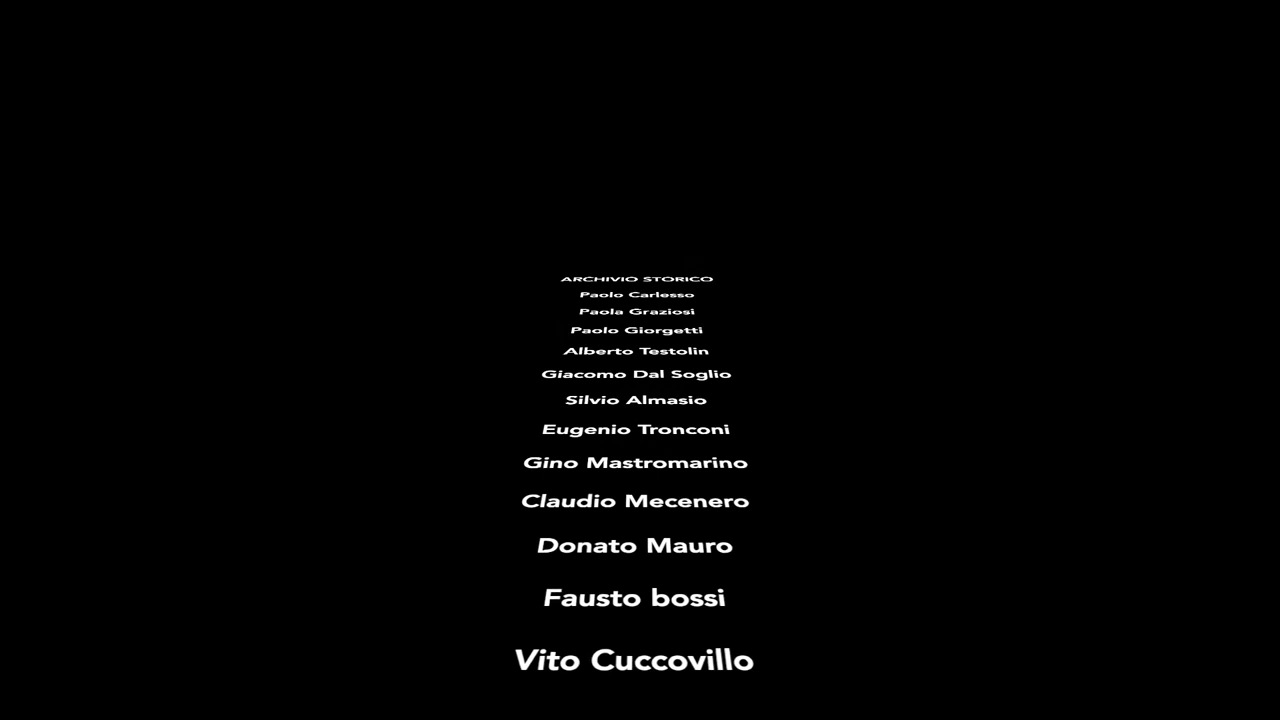 ARCHIVIO STORICO
Paolo Carlesso
Paola Graziosi
Paolo Giorgetti
Alberto Testolin
Giacomo Dal Soglio
Silvio Almasio
Eugenio Tronconi
Gino Mastromarino
Claudio Mecenero
Donato Mauro
Fausto bossi
Vito Cuccovillo